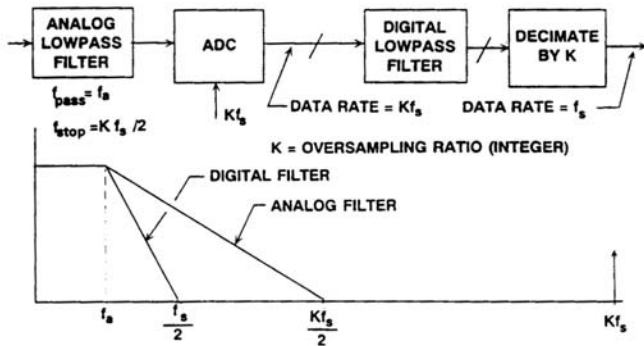 ANALOG
LOWPASS
FILTER
ADC
DIGITAL
LOWPASS
FILTER
DECIMATE
BY K
fpass = fa
fstop = K fs /2
Kfs
DATA RATE = Kfs
DATA RATE = fs
K = OVERSAMPLING RATIO (INTEGER)
DIGITAL FILTER
ANALOG FILTER
fa
fs
2
Kfs
2
Kfs